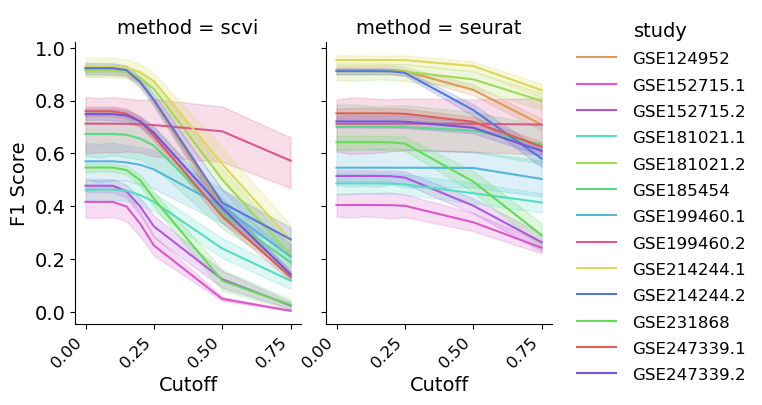 method = scvi
method = seurat
F1 Score
1.0
0.8
0.6
0.4
0.2
0.0
0.00
0.25
0.50
0.75
0.00
0.25
0.50
0.75
Cutoff
Cutoff
study
GSE124952
GSE152715.1
GSE152715.2
GSE181021.1
GSE181021.2
GSE185454
GSE199460.1
GSE199460.2
GSE214244.1
GSE214244.2
GSE231868
GSE247339.1
GSE247339.2